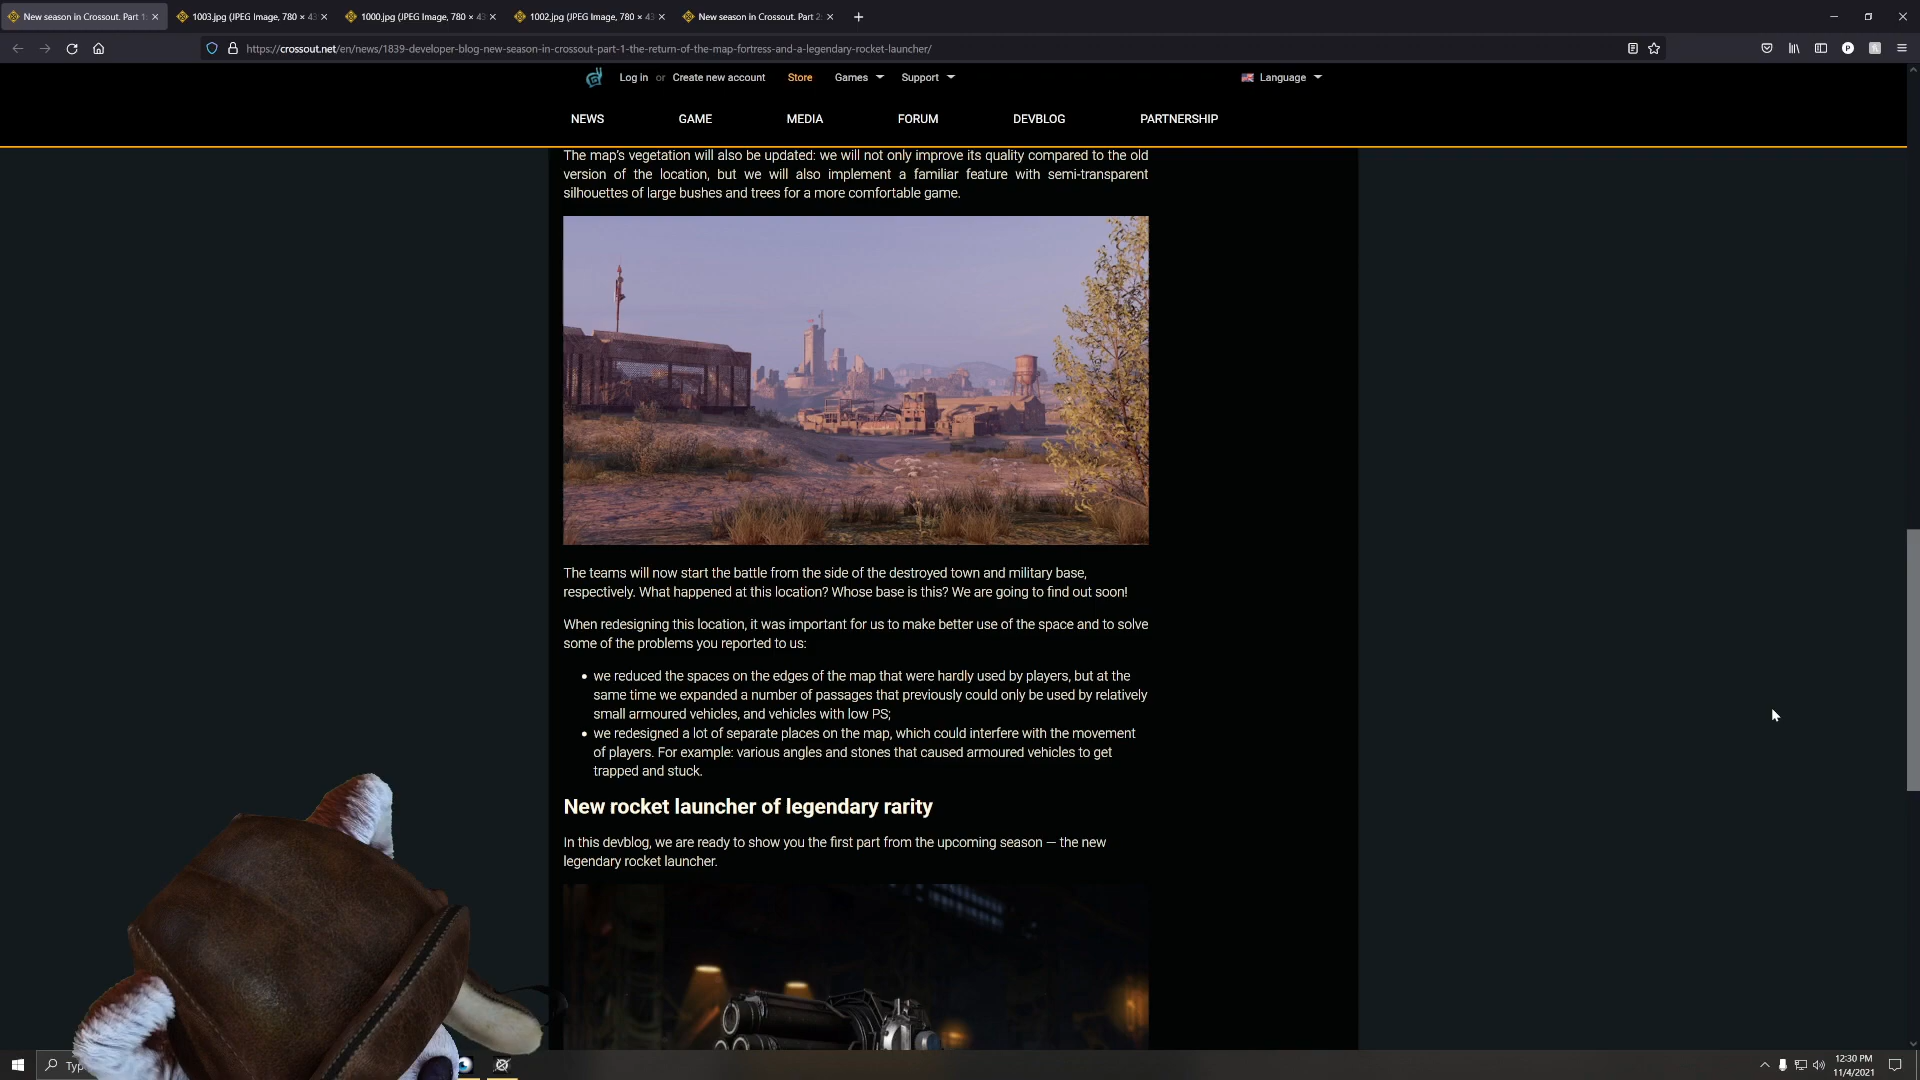 New season in Crossout. Part 1
1003.jpg (JPEG Image, 780 × 43
1000.jpg (JPEG Image, 780 × 43
1002.jpg (JPEG Image, 780 × 43
New season in Crossout. Part 2
https://crossout.net/en/news/1839-developer-blog-new-season-in-crossout-part-1-the-return-of-the-map-fortress-and-a-legendary-rocket-launcher/
Log in or Create new account Store Games Support Language
NEWS GAME MEDIA FORUM DEVBLOG PARTNERSHIP
The map's vegetation will also be updated: we will not only improve its quality compared to the old
version of the location, but we will also implement a familiar feature with semi-transparent
silhouettes of large bushes and trees for a more comfortable game.
The teams will now start the battle from the side of the destroyed town and military base,
respectively. What happened at this location? Whose base is this? We are going to find out soon!
When redesigning this location, it was important for us to make better use of the space and to solve
some of the problems you reported to us:
we reduced the spaces on the edges of the map that were hardly used by players, but at the
same time we expanded a number of passages that previously could only be used by relatively
small armoured vehicles, and vehicles with low PS;
we redesigned a lot of separate places on the map, which could interfere with the movement
of players. For example: various angles and stones that caused armoured vehicles to get
trapped and stuck.
New rocket launcher of legendary rarity
In this devblog, we are ready to show you the first part from the upcoming season — the new
legendary rocket launcher.
Typ
12:30 PM
11/4/2021